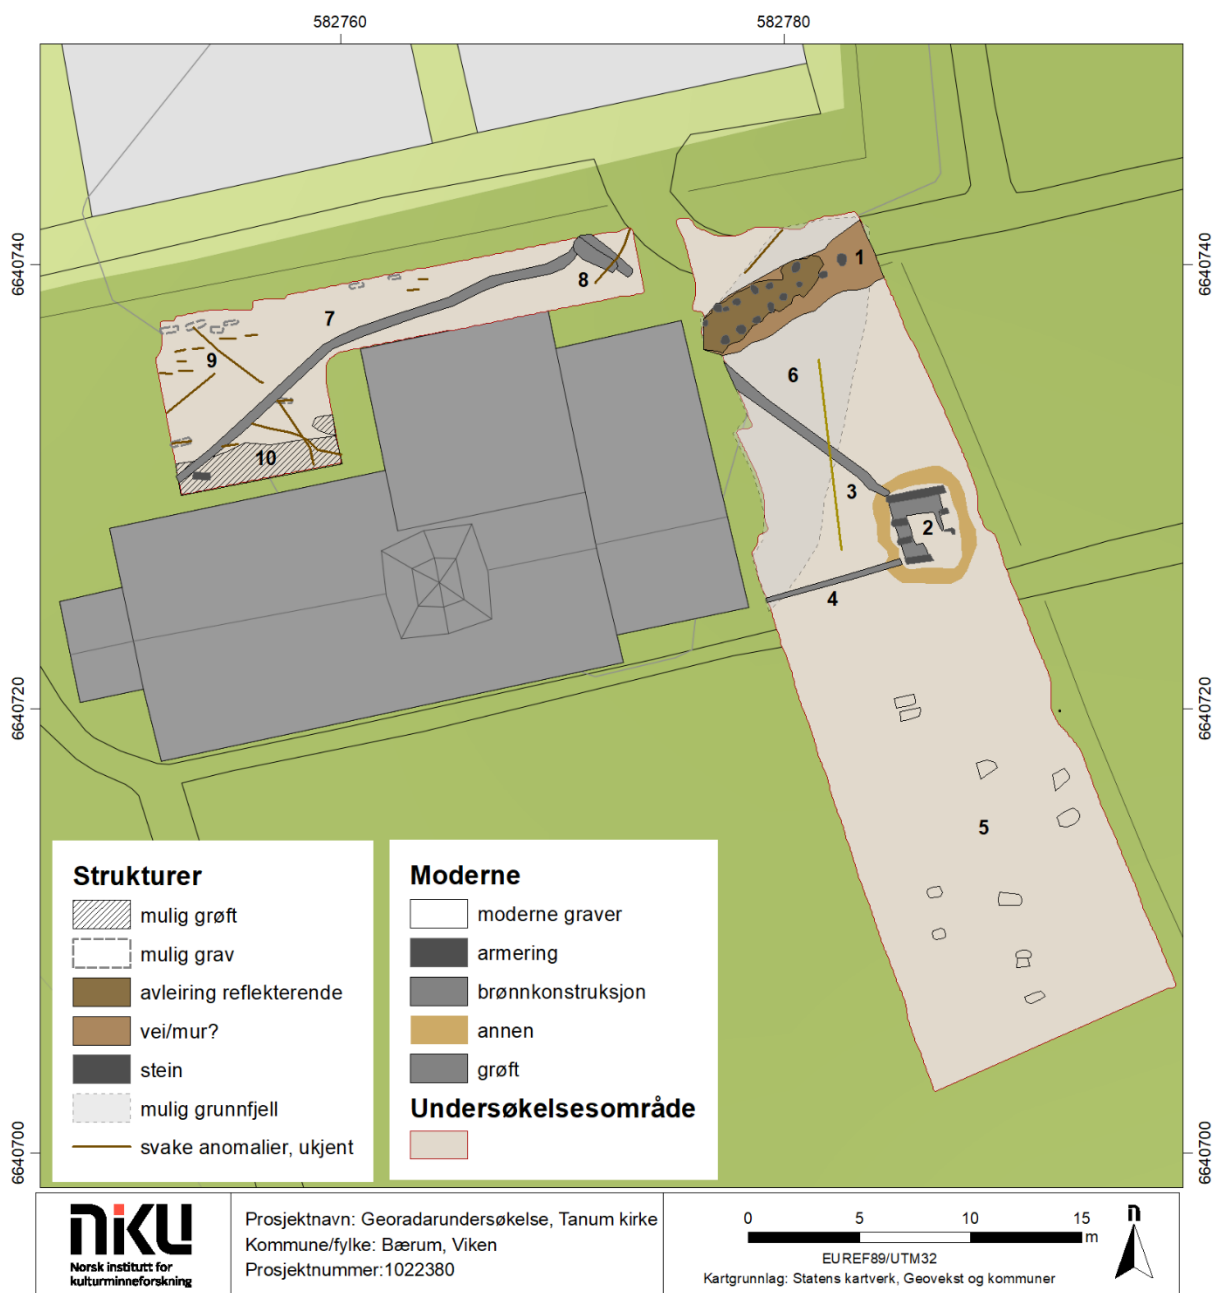 582760
582780
6640740
6640740
1
8
7
9
6
10
3
2
4
6640720
6640720
5
Strukturer
mulig grøft
mulig grav
avleiring reflekterende
vei/mur?
stein
mulig grunnfjell
svake anomalier, ukjent
Moderne
moderne graver
armering
brønnkonstruksjon
annen
grøft
Undersøkelsesområde
6640700
6640700
niku
Norsk institutt for
kulturminneforskning
Prosjektnavn: Georadarundersøkelse, Tanum kirke
Kommune/fylke: Bærum, Viken
Prosjektnummer:1022380
0 5 10 15
m
EUREF89/UTM32
Kartgrunnlag: Statens kartverk, Geovekst og kommuner
n